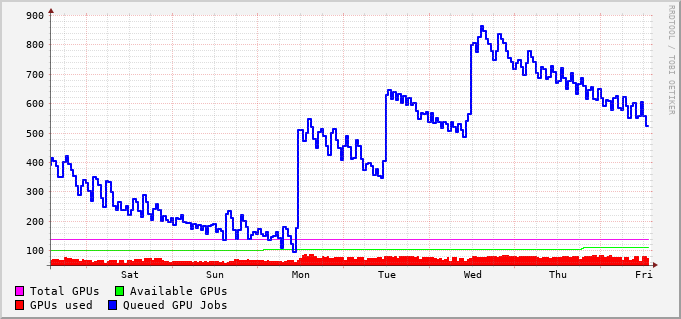 900
800
700
600
500
400
300
200
100
Sat Sun Mon Tue Wed Thu Fri
RRDTOOL / TOBI OETIKER
Total GPUs Available GPUs
GPUs used Queued GPU Jobs